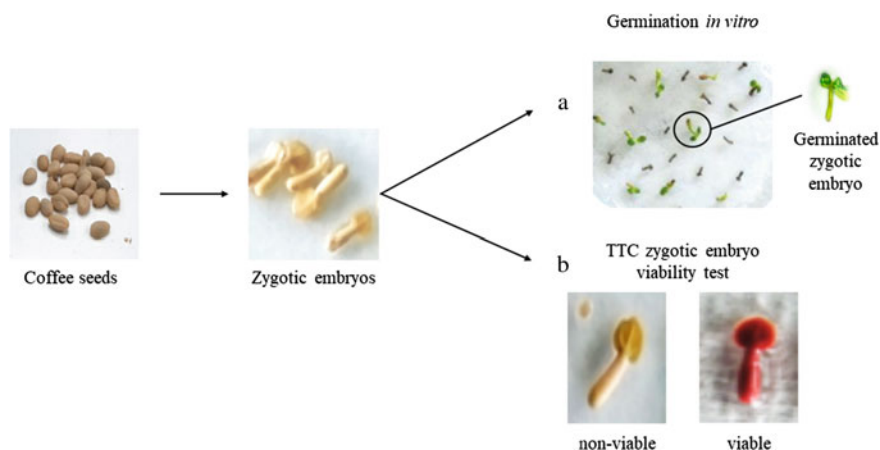 Germination in vitro
a
Germinated
zygotic
embryo
Coffee seeds
Zygotic embryos
b
TTC zygotic embryo
viability test
non-viable
viable